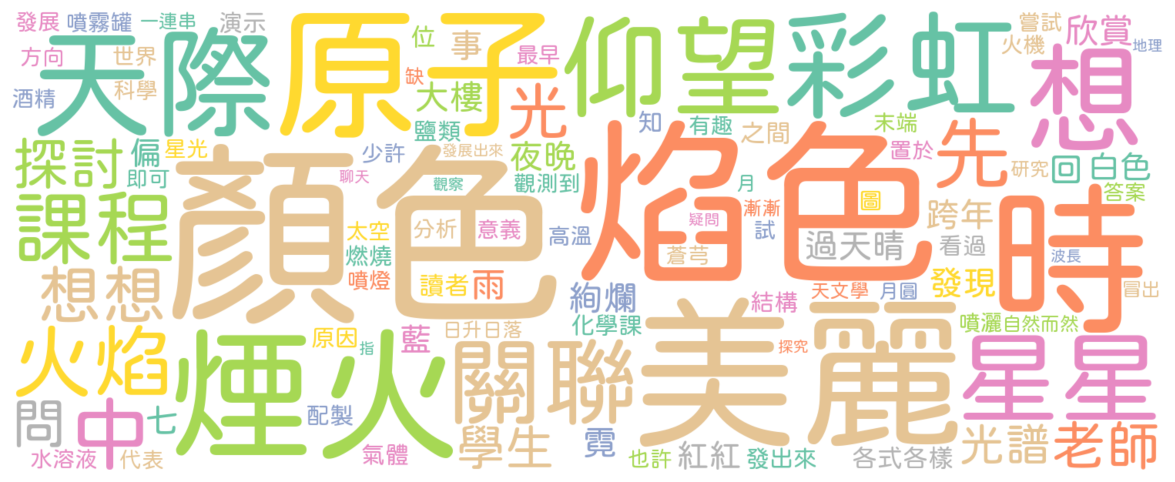 發展
噴霧罐
一連串
演示
天際
原子
位
事
最早
仰望
彩虹
嘗試
火機
欣賞
地理
想
方向
世界
酒精
科學
缺
大樓
光
鹽類
知
有趣
之間
末端
先
探討
偏
即可
星光
少許
發展出來
聊天
觀察
夜晚
觀測到
月
置於
研究
回
白色
答案
課程
顏色
焰色
漸漸
試
圖
疑問
跨年
時
太空
分析
意義
高溫
蒼穹
過天晴
看過
波長
燃燒
噴燈
想想
讀者
雨
絢爛
天文學
月圓
發現
冒出
結構
化學課
噴灑
自然而然
火焰
煙火
原因
指
藍
日升日落
關聯
美麗
探究
星星
問
中
七
配製
水溶液
代表
氣體
學生
霓
也許
紅紅
發出來
各式各樣
光譜
老師